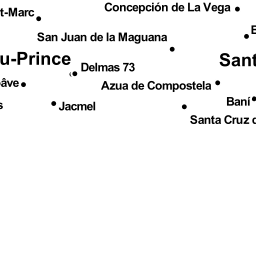 Concepción de La Vega
t-Marc
San Juan de la Maguana
u-Prince
Sant
Delmas 73
âve
Azua de Compostela
Baní
s
Jacmel
Santa Cruz